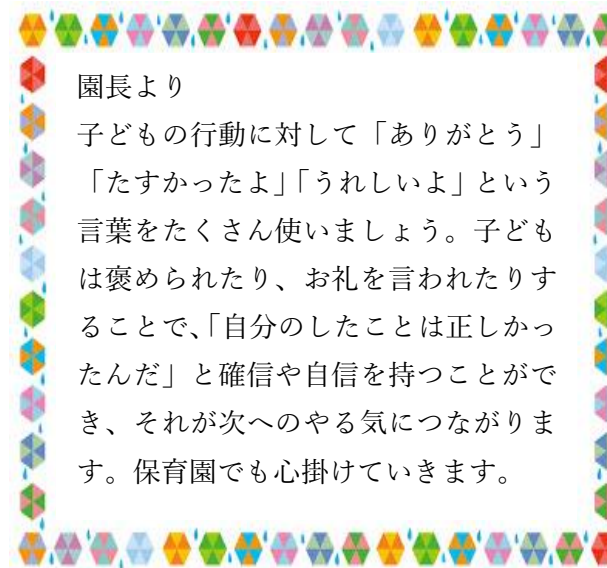 園長より
子どもの行動に対して「ありがとう」
「たすかったよ」「うれしいよ」という
言葉をたくさん使いましょう。子ども
は褒められたり、お礼を言われたりす
ることで、「自分のしたことは正しかっ
たんだ」と確信や自信を持つことがで
き、それが次へのやる気につながりま
す。保育園でも心掛けていきます。